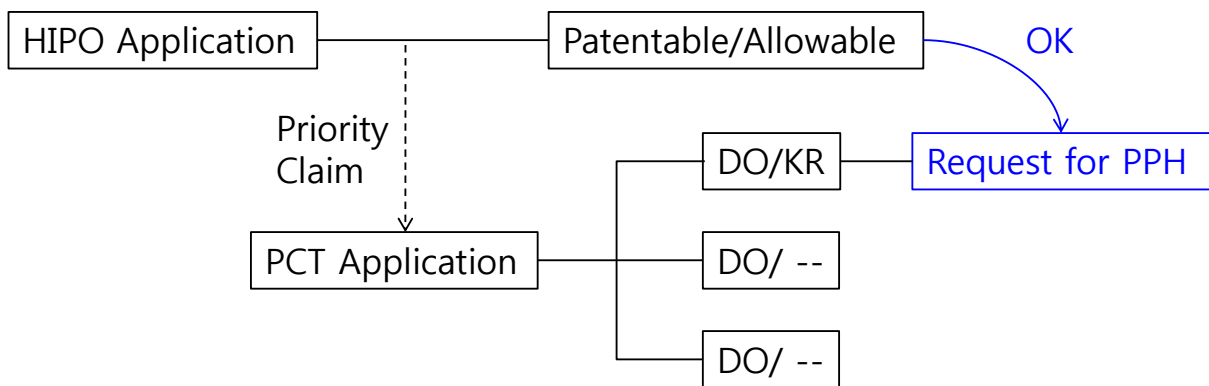 HIPO Application
Patentable/Allowable
OK
Priority
Claim
DO/KR
Request for PPH
PCT Application
DO/ --
DO/ --